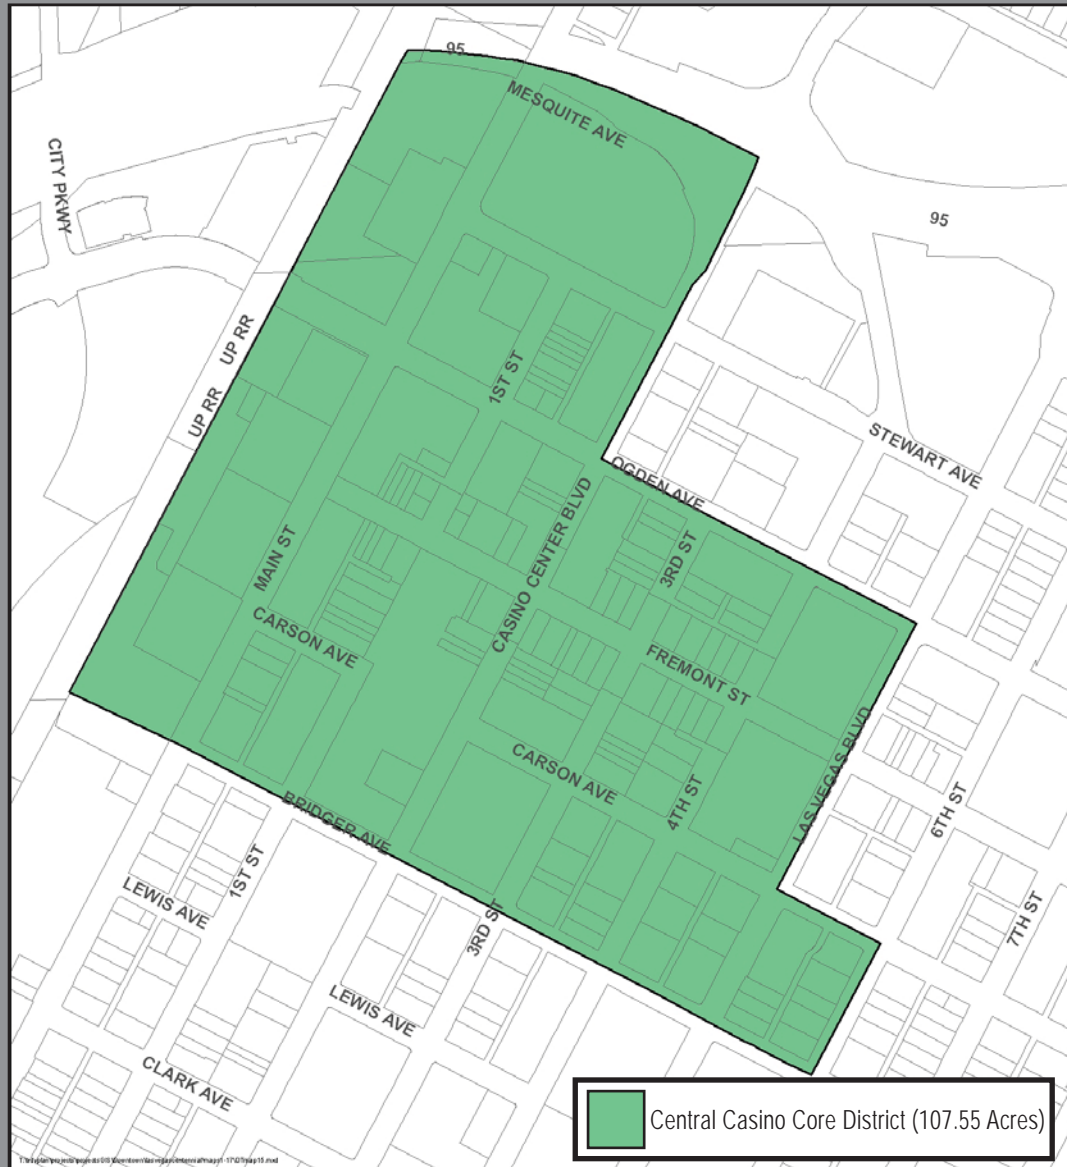 95
MESQUITE AVE
CITY PKWY
95
UP RR
1ST ST
UP RR
STEWART AVE
OGDEN AVE
CASINO CENTER BLVD
MAIN ST
3RD ST
CARSON AVE
FREMONT ST
CARSON AVE
LAS VEGAS BLVD
4TH ST
6TH ST
BRIDGER AVE
1ST ST
LEWIS AVE
3RD ST
7TH ST
LEWIS AVE
CLARK AVE
Central Casino Core District (107.55 Acres)